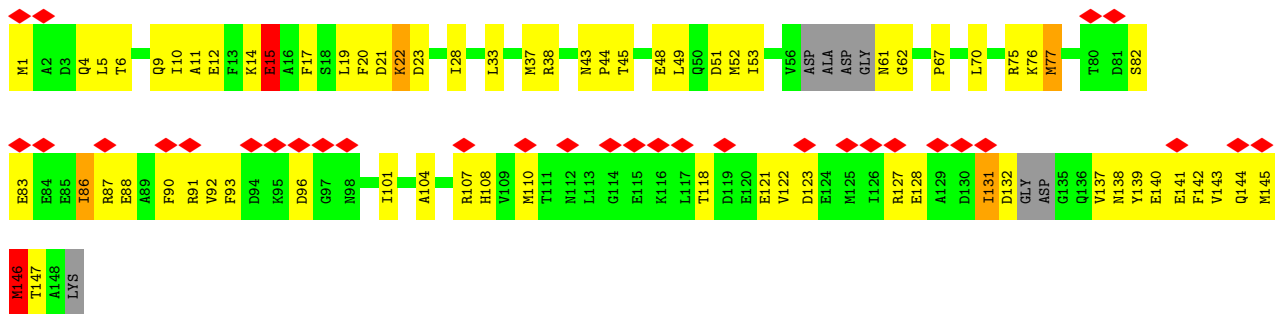 M1 A2 D3 Q4 L5 T6 Q9 I10 A11 E12 F13 K14 E15 A16 F17 S18 L19 F20 D21 K22 D23 I28 L33 M37 R38 N43 P44 T45 E48 L49 Q50 D51 M52 I53 V56 ASP ALA ASP GLY N61 G62 P67 L70 R75 K76 M77 T80 D81 S82
E83 E84 E85 I86 R87 E88 A89 F90 R91 V92 F93 D94 K95 D96 G97 N98 I101 A104 R107 H108 V109 M110 T111 N112 L113 G114 E115 K116 L117 T118 D119 E120 E121 V122 D123 E124 M125 I126 R127 E128 A129 D130 I131 D132 GLY ASP G135 Q136 V137 N138 Y139 E140 E141 F142 V143 Q144 M145
M146 T147 A148 LYS